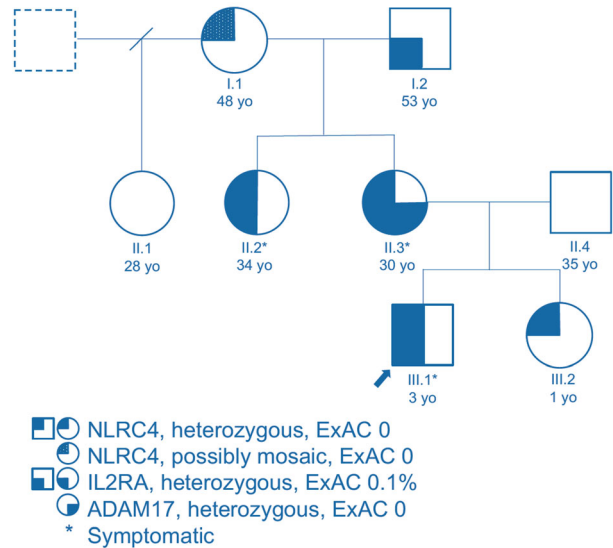 I.1
48 yo
I.2
53 yo
II.1
28 yo
II.2*
34 yo
II.3*
30 yo
II.4
35 yo
III.1*
3 yo
III.2
1 yo
NLRC4, heterozygous, ExAC 0
NLRC4, possibly mosaic, ExAC 0
IL2RA, heterozygous, ExAC 0.1%
ADAM17, heterozygous, ExAC 0
* Symptomatic